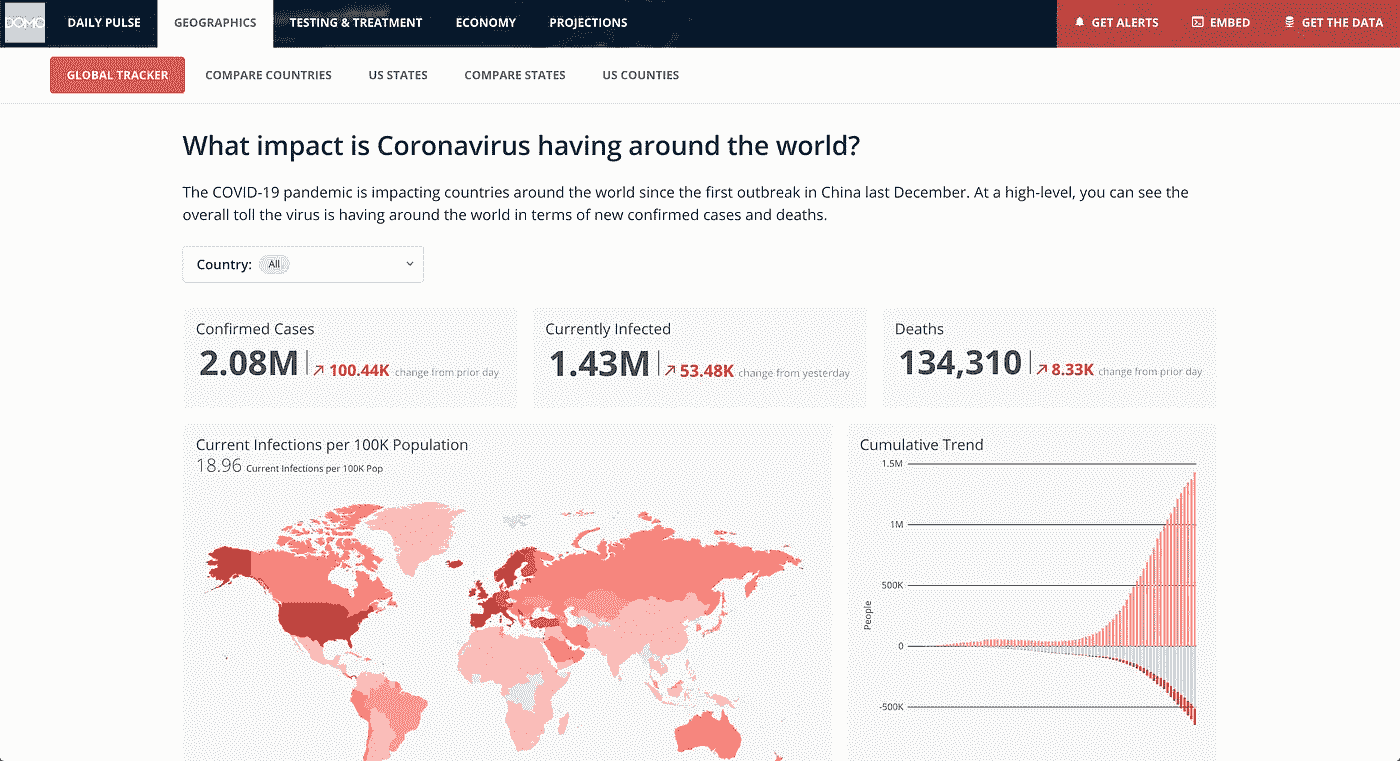 DOMO
DAILY PULSE
GEOGRAPHICS
TESTING & TREATMENT
ECONOMY
PROJECTIONS
GET ALERTS
EMBED
GET THE DATA
GLOBAL TRACKER
COMPARE COUNTRIES
US STATES
COMPARE STATES
US COUNTIES
What impact is Coronavirus having around the world?
The COVID-19 pandemic is impacting countries around the world since the first outbreak in China last December. At a high-level, you can see the
overall toll the virus is having around the world in terms of new confirmed cases and deaths.
Country: All
Confirmed Cases
2.08M 100.44K change from prior day
Currently Infected
1.43M 53.48K change from yesterday
Deaths
134,310 8.33K change from prior day
Current Infections per 100K Population
18.96 Current Infections per 100K Pop
Cumulative Trend
1.5M
1M
500K
People
0
-500K